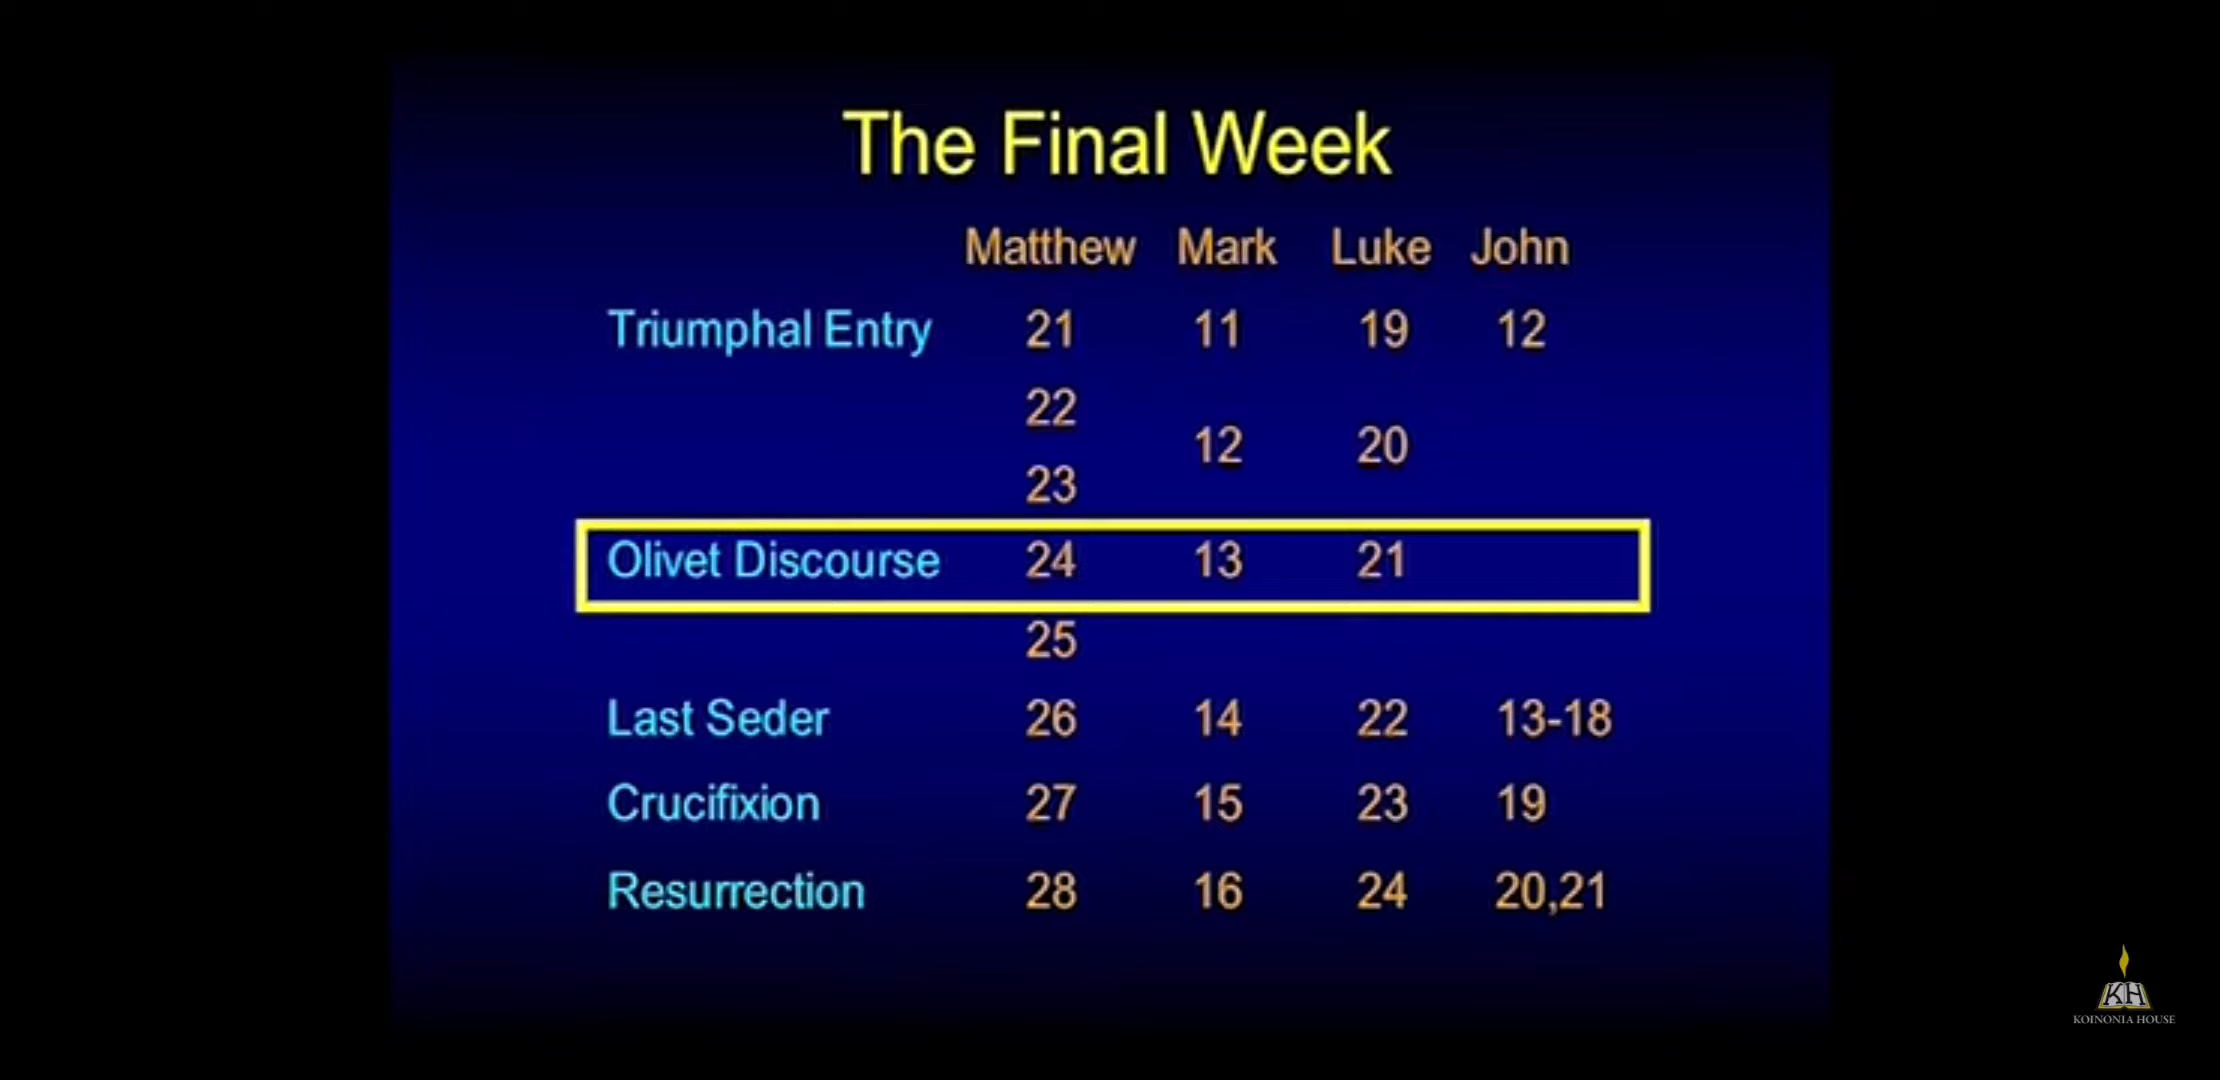 The Final Week
Matthew Mark Luke John
Triumphal Entry 21 11 19 12
22
12 20
23
Olivet Discourse 24 13 21
25
Last Seder 26 14 22 13-18
Crucifixion 27 15 23 19
Resurrection 28 16 24 20,21
KH
KOINONIA HOUSE